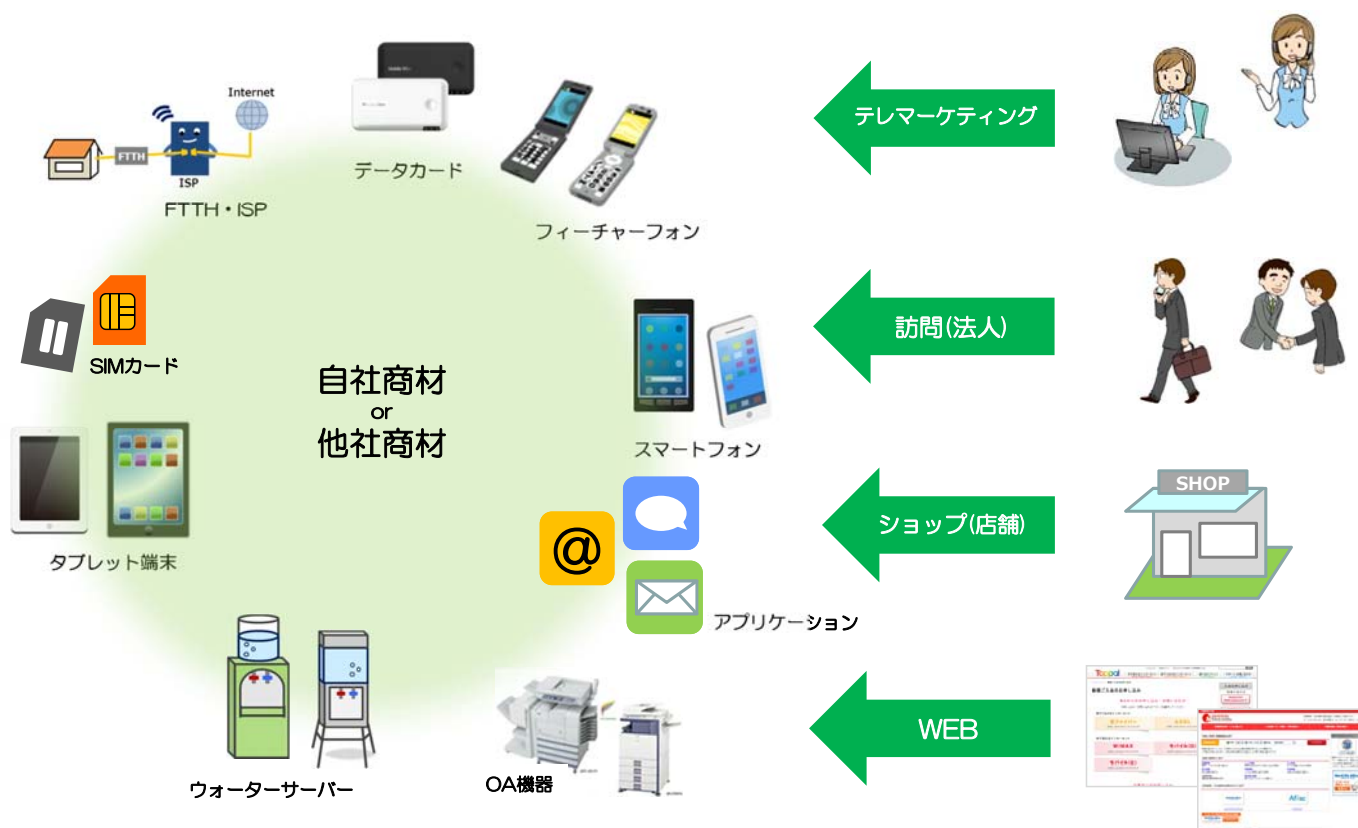 Internet
FTTH
ISP
FTTH・ISP
データカード
フィーチャーフォン
テレマーケティング
SIMカード
自社商材
or
他社商材
スマートフォン
訪問(法人)
タブレット端末
@
アプリケーション
ショップ(店舗)
SHOP
ウォーターサーバー
OA機器
WEB
Toppa!
Aflac